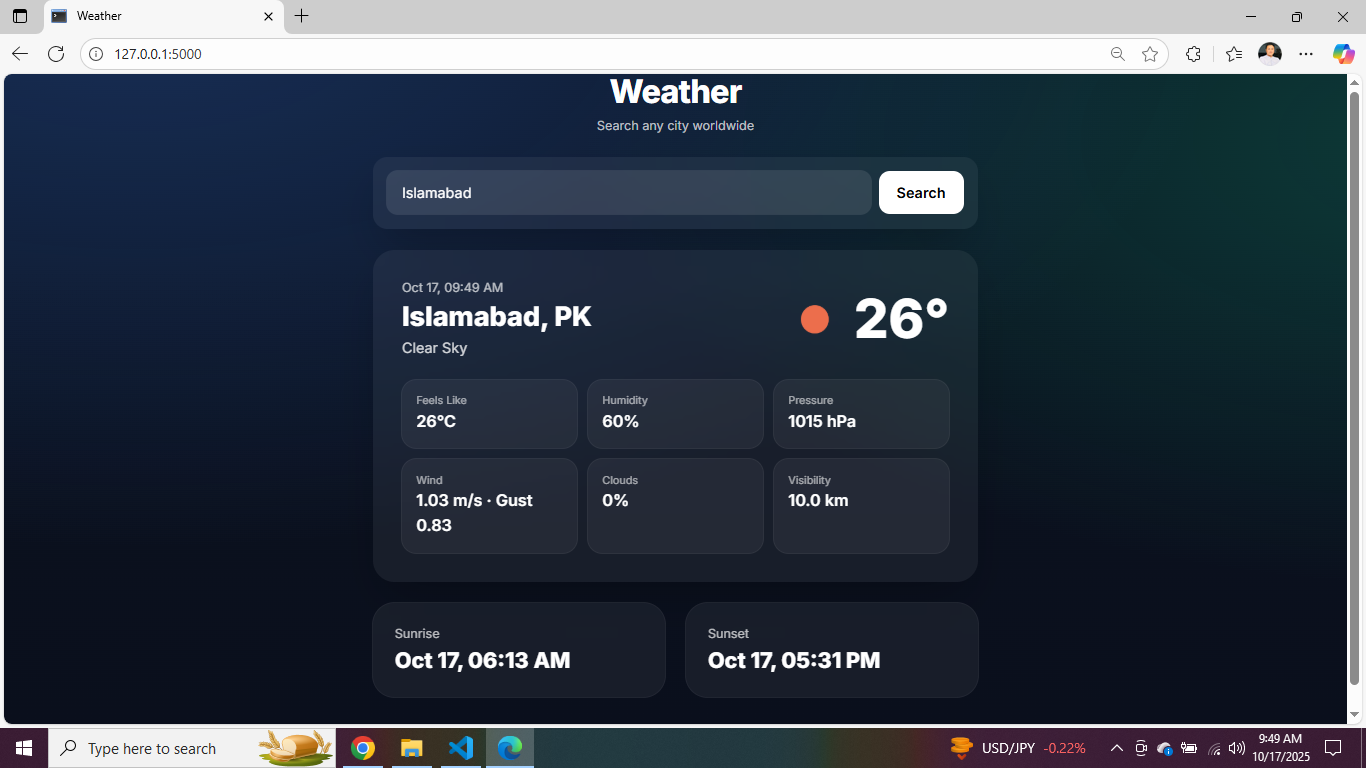 Weather
127.0.0.1:5000
Weather
Search any city worldwide
Islamabad
Search
Oct 17, 09:49 AM
Islamabad, PK
Clear Sky
26°
Feels Like
26°C
Humidity
60%
Pressure
1015 hPa
Wind
1.03 m/s · Gust
0.83
Clouds
0%
Visibility
10.0 km
Sunrise
Oct 17, 06:13 AM
Sunset
Oct 17, 05:31 PM
Type here to search
USD/JPY -0.22%
9:49 AM
10/17/2025